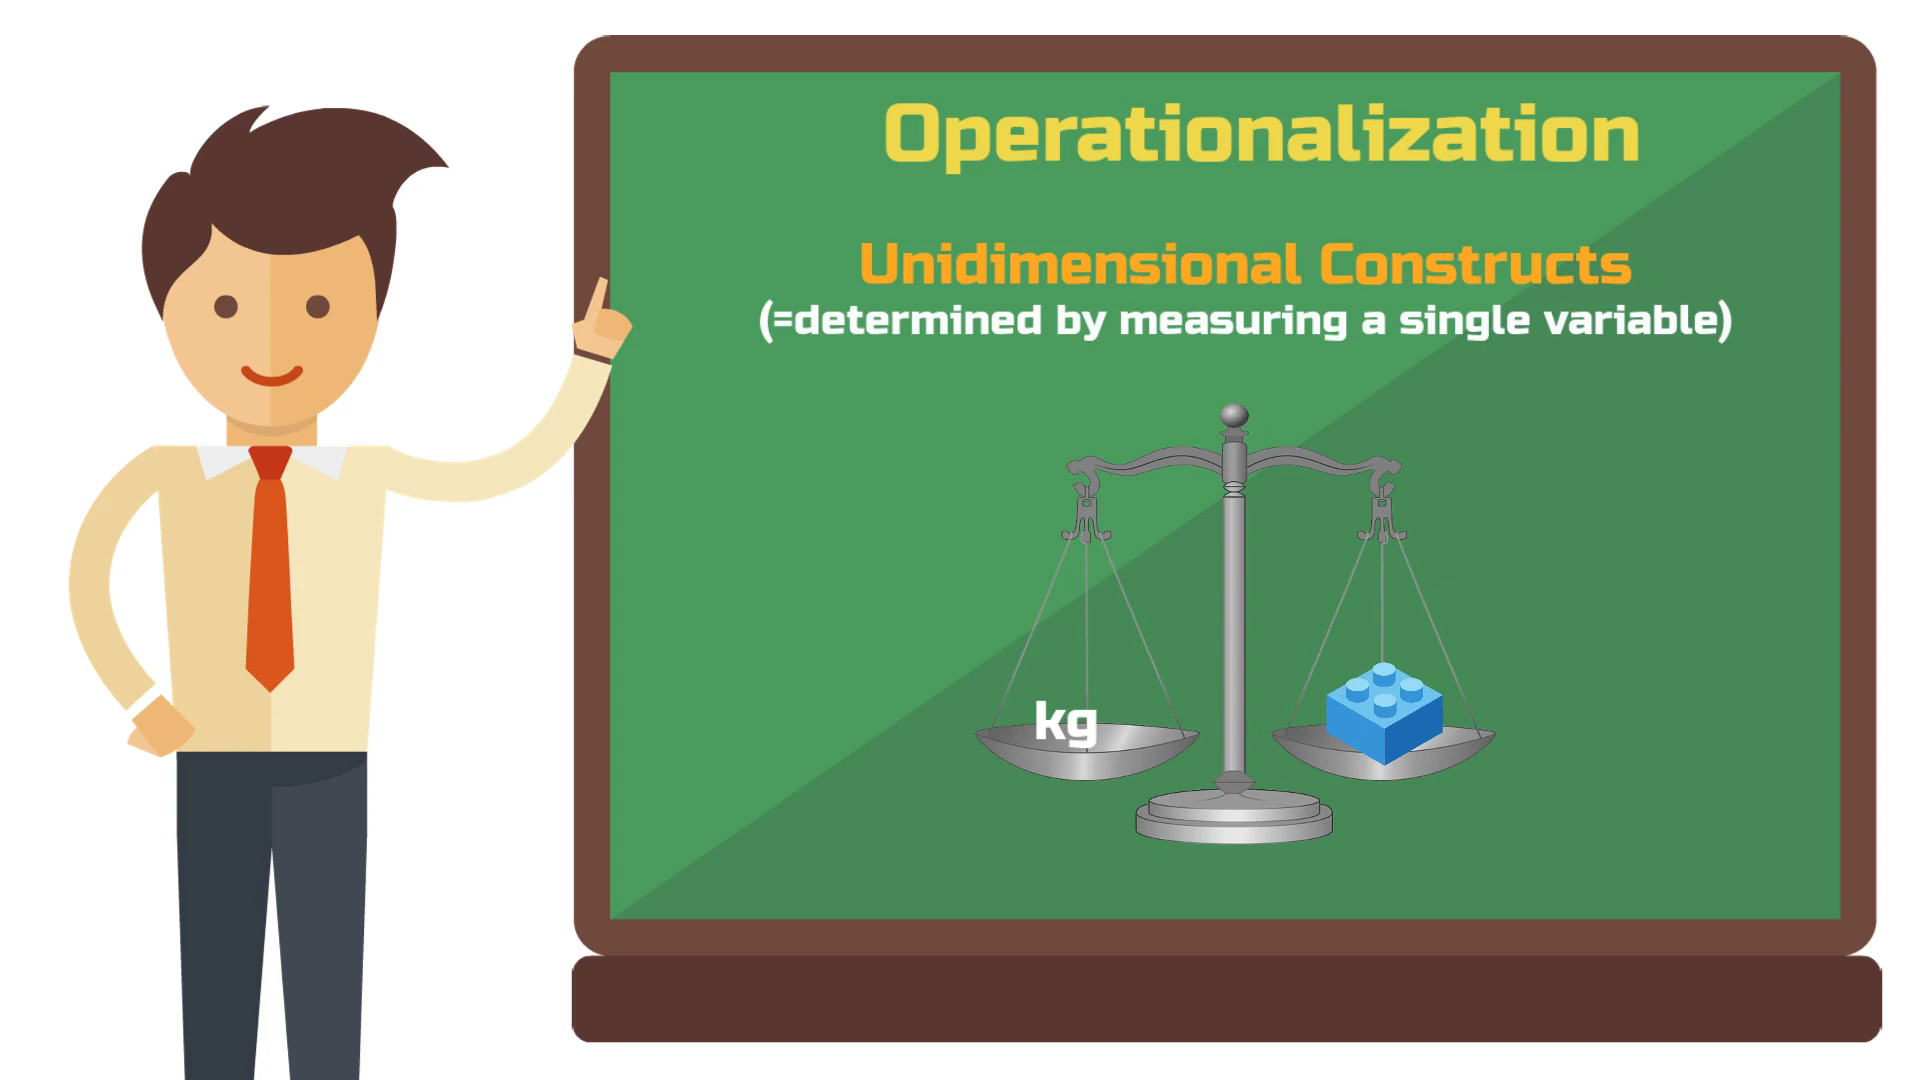 Operationalization
Unidimensional Constructs
(=determined by measuring a single variable)
kg